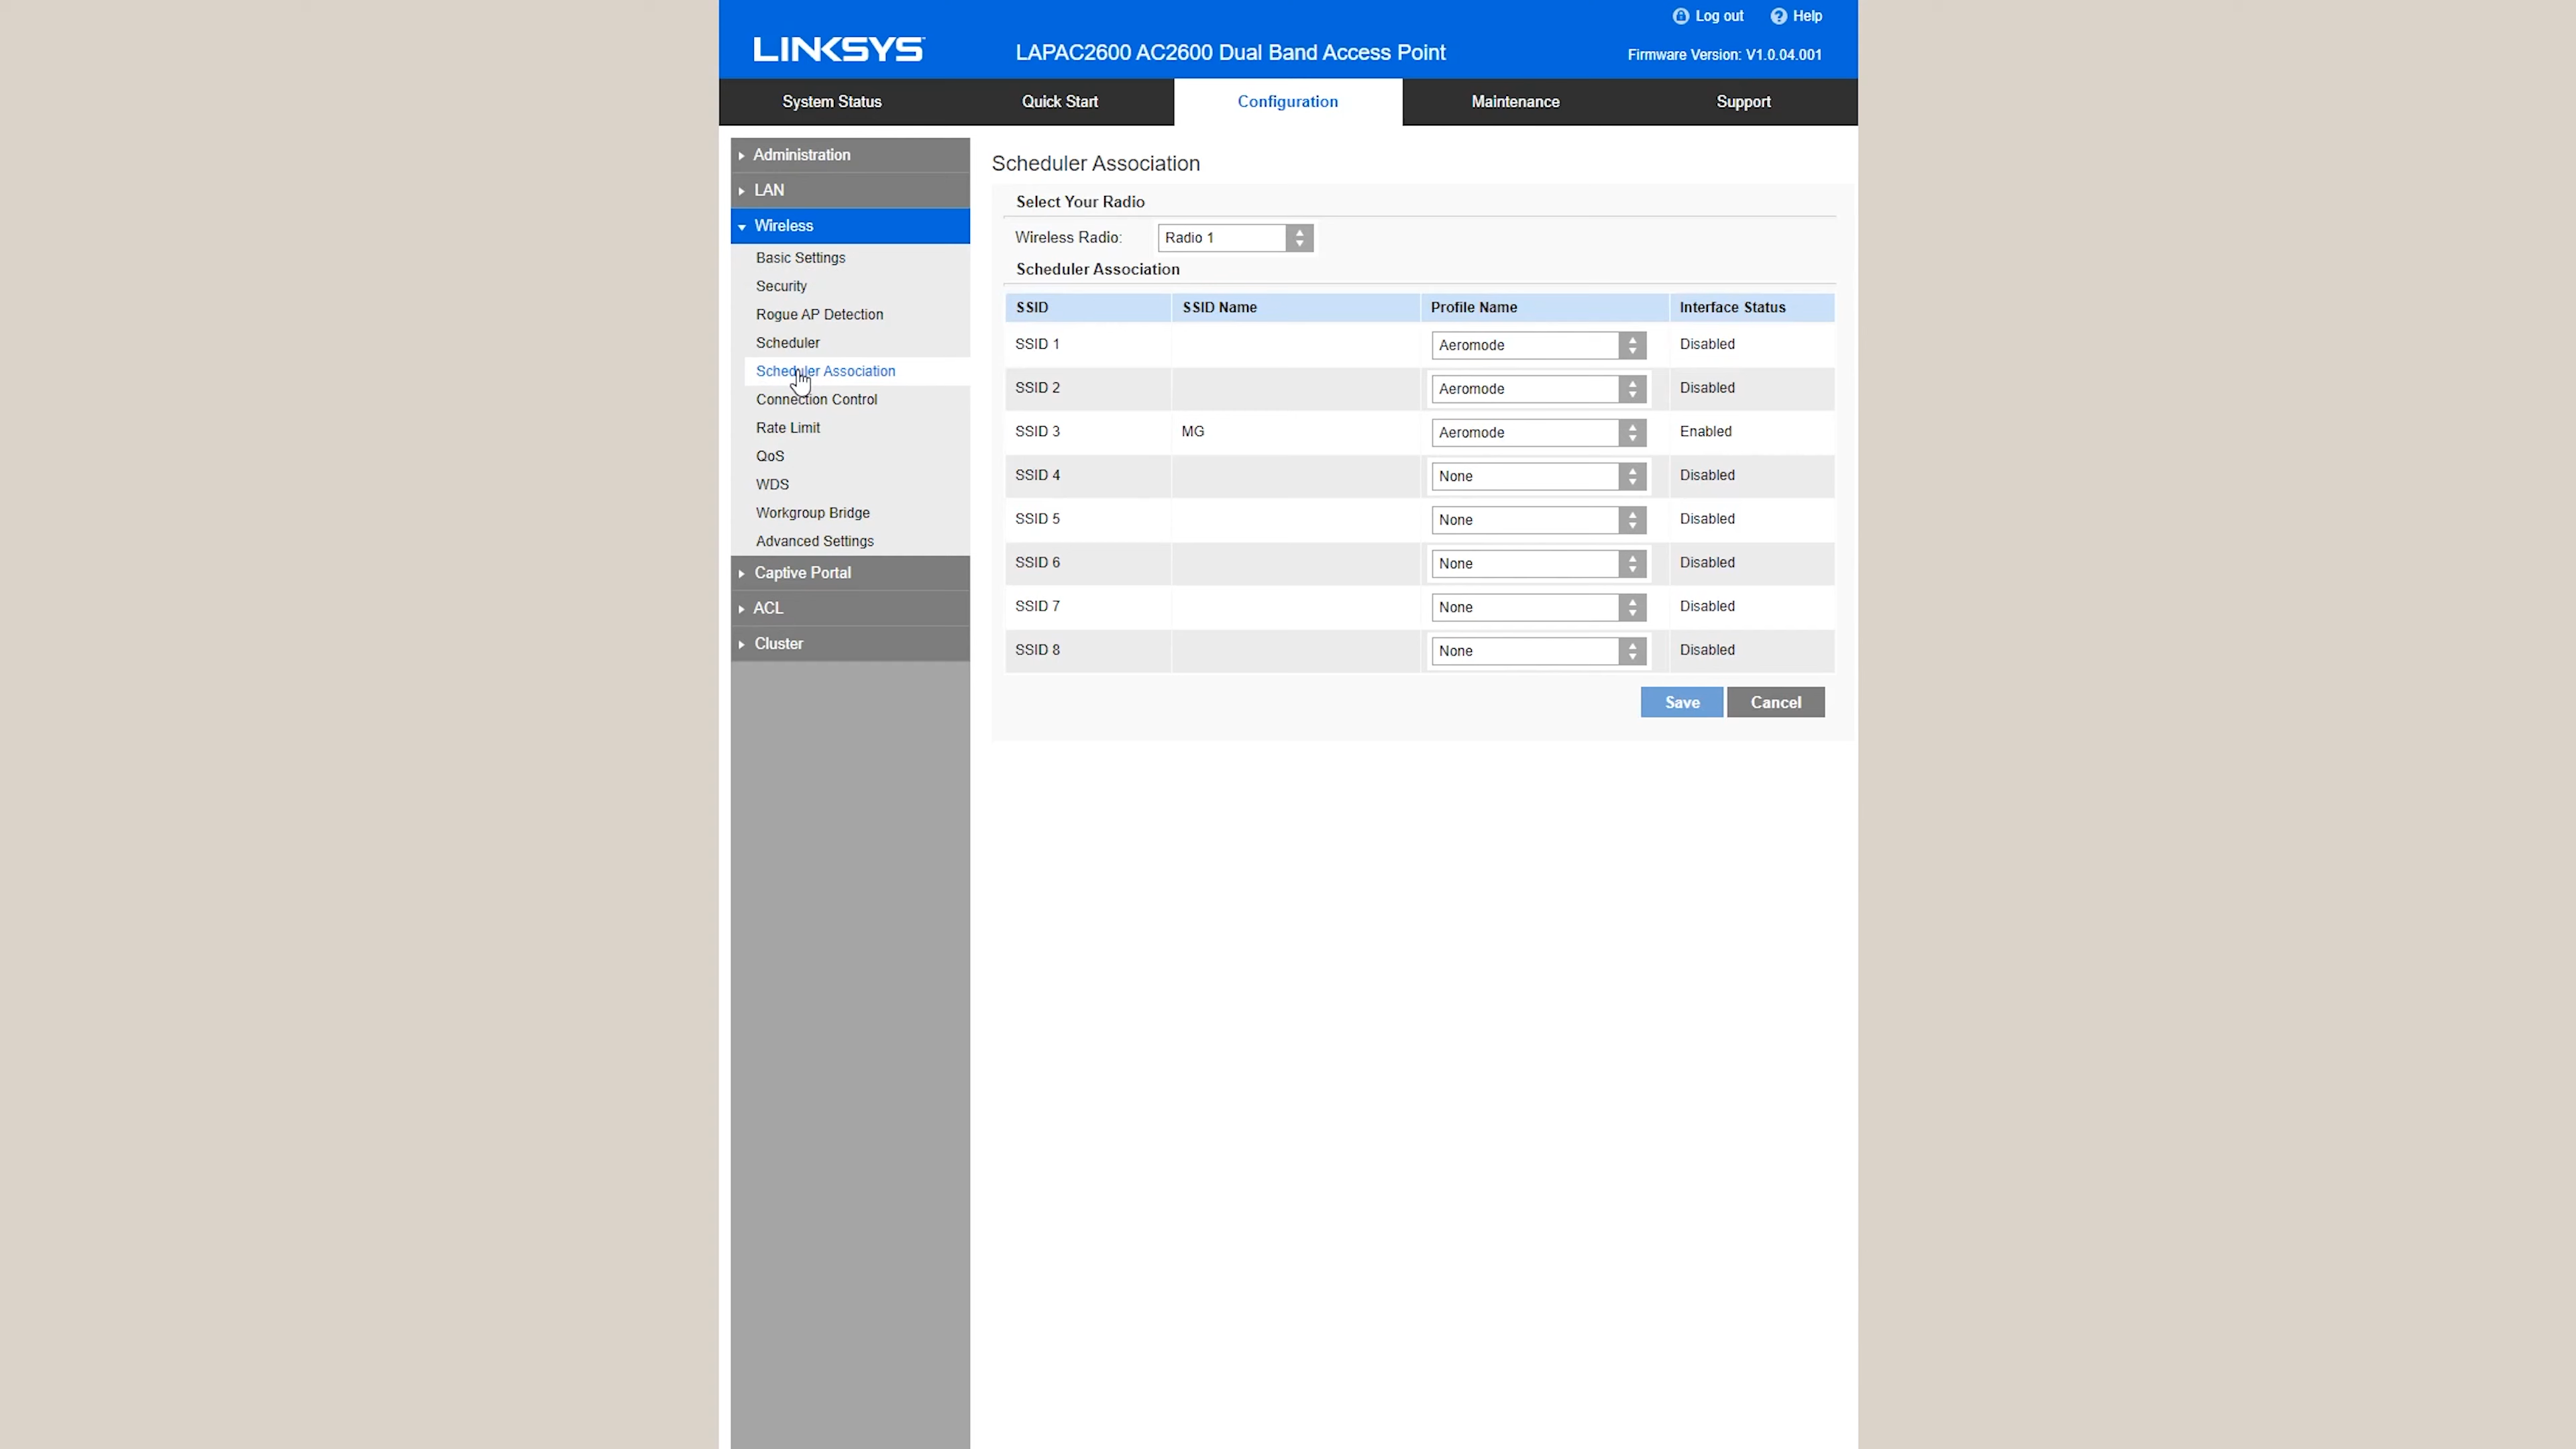 Log out Help
LINKSYS LAPAC2600 AC2600 Dual Band Access Point Firmware Version: V1.0.04.001
System Status Quick Start Configuration Maintenance Support
Administration
LAN
Wireless
Basic Settings
Security
Rogue AP Detection
Scheduler
Scheduler Association
Connection Control
Rate Limit
QoS
WDS
Workgroup Bridge
Advanced Settings
Captive Portal
ACL
Cluster
Scheduler Association
Select Your Radio
Wireless Radio: Radio 1
Scheduler Association
SSID SSID Name Profile Name Interface Status
SSID 1 Aeromode Disabled
SSID 2 Aeromode Disabled
SSID 3 MG Aeromode Enabled
SSID 4 None Disabled
SSID 5 None Disabled
SSID 6 None Disabled
SSID 7 None Disabled
SSID 8 None Disabled
Save Cancel